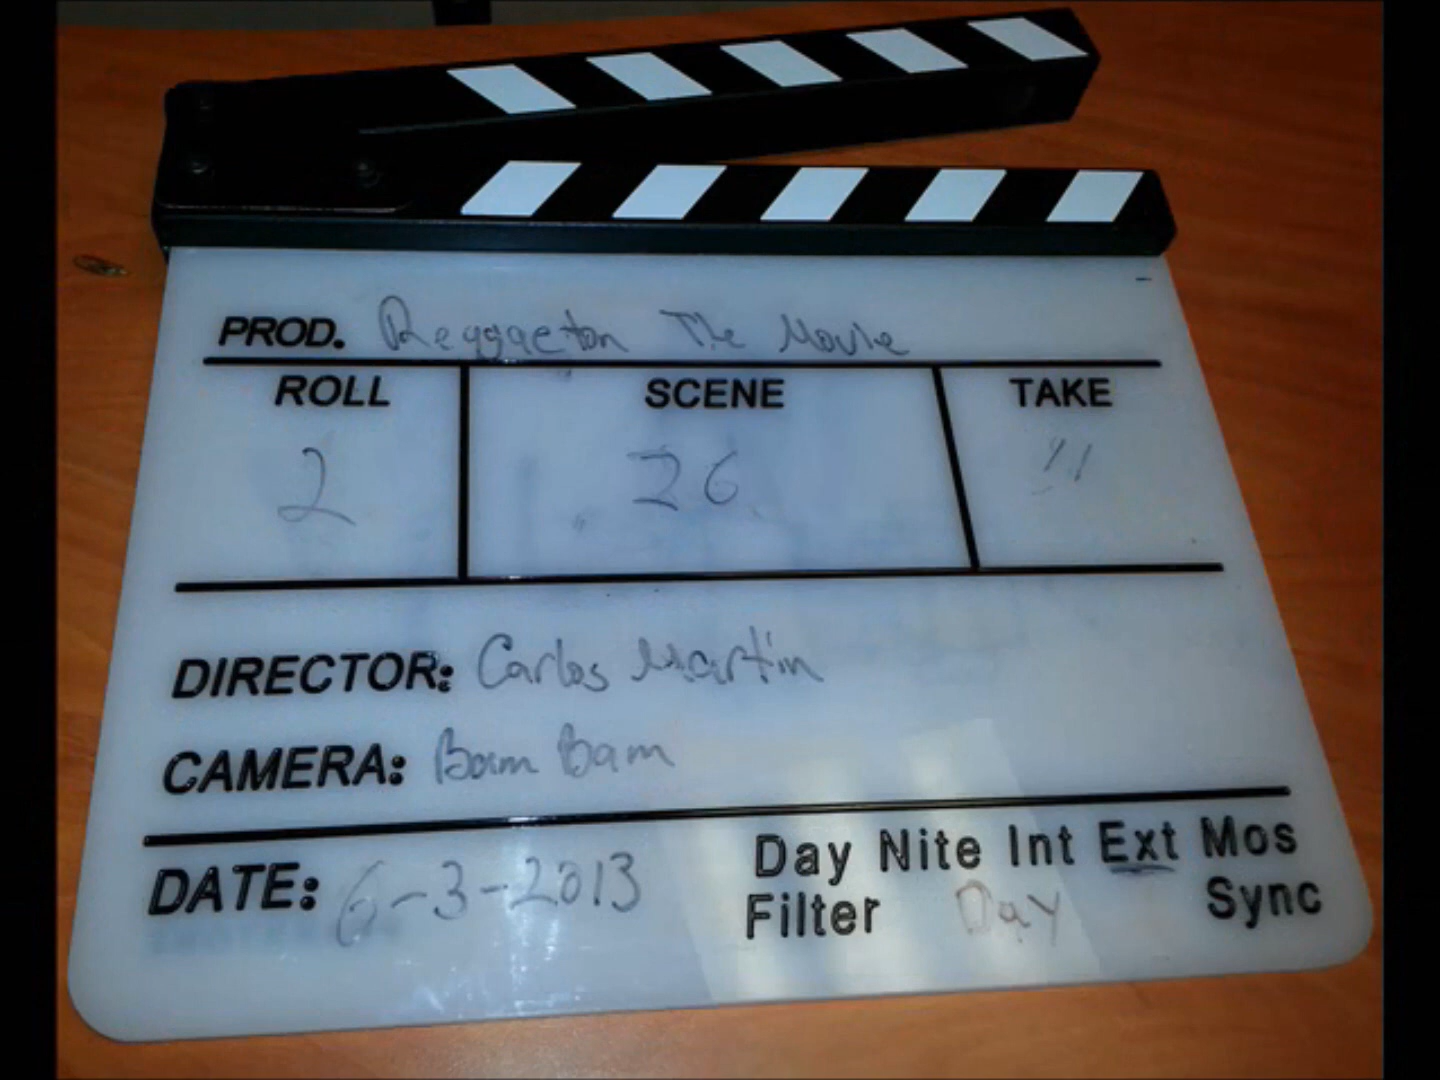 PROD. Reggaeton The Movie
ROLL SCENE TAKE
2 26 11
DIRECTOR: Carlos Martin
CAMERA: Bam Bam
DATE: 6-3-2013
Day Nite Int Ext Mos
Filter Day Sync